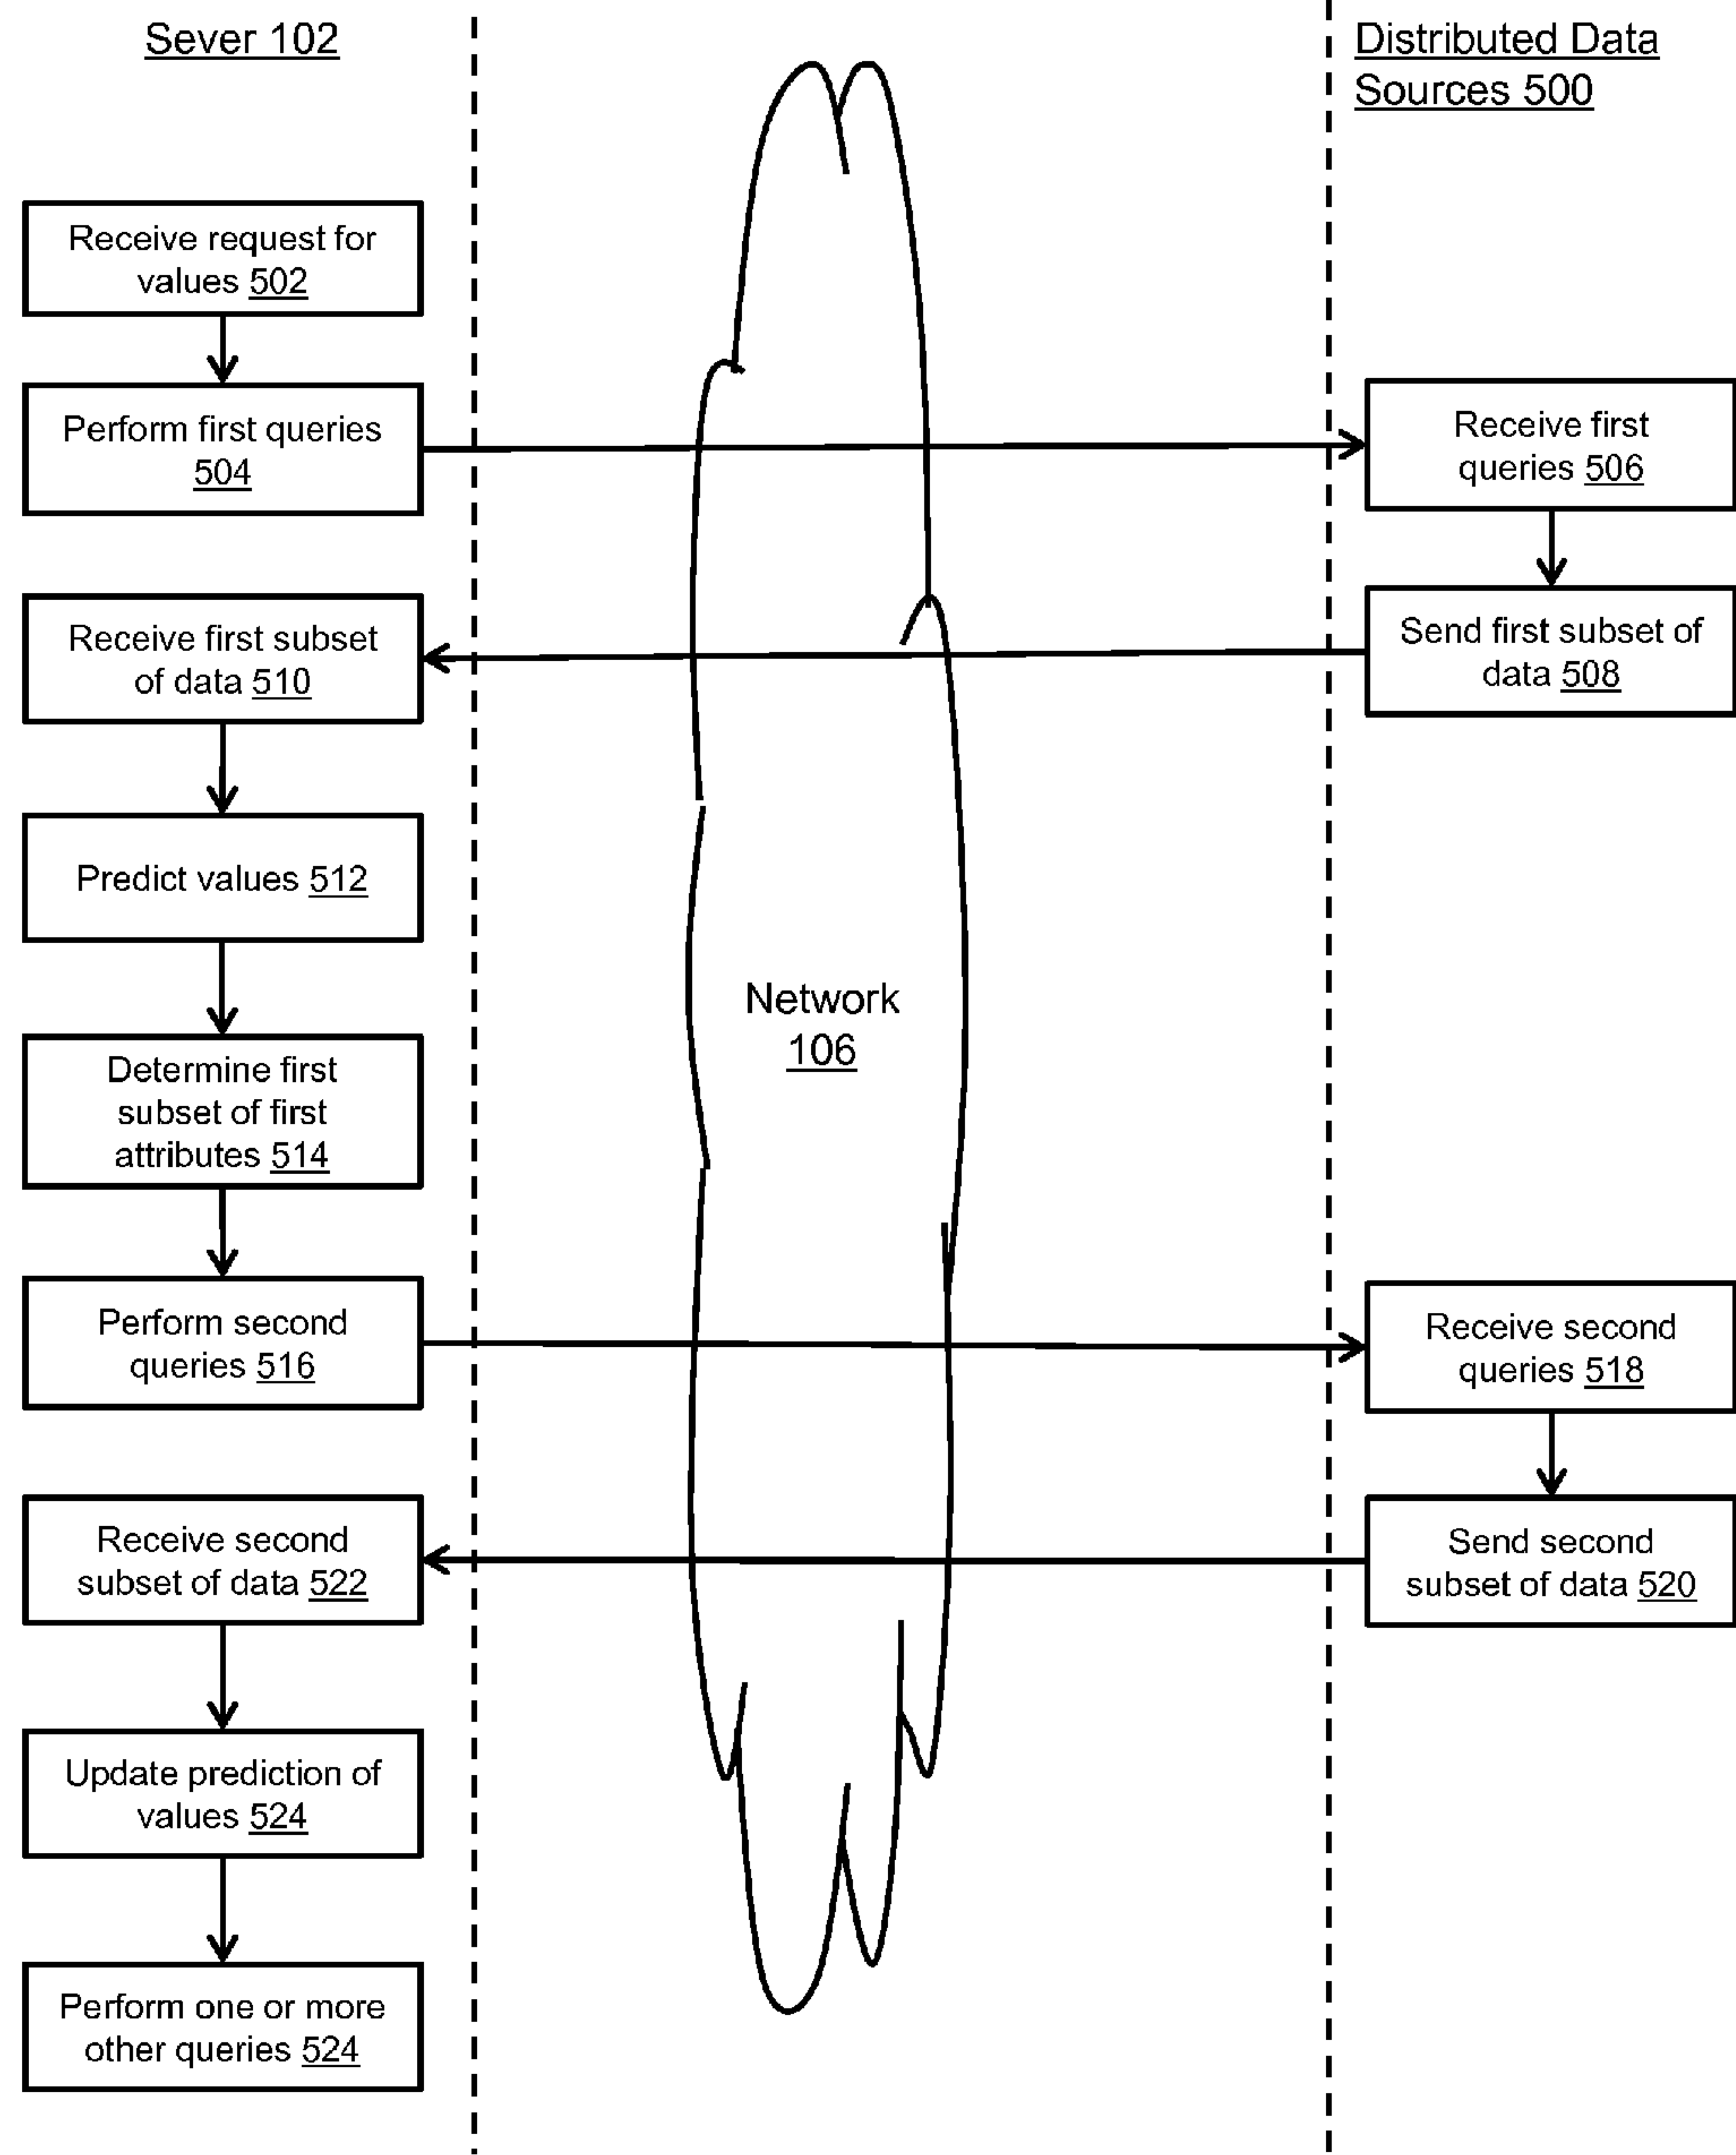 Sever 102
Distributed Data
Sources 500
Receive request for
values 502
Perform first queries
504
Receive first
queries 506
Send first subset of
data 508
Receive first subset
of data 510
Predict values 512
Network
106
Determine first
subset of first
attributes 514
Perform second
queries 516
Receive second
queries 518
Send second
subset of data 520
Receive second
subset of data 522
Update prediction of
values 524
Perform one or more
other queries 524